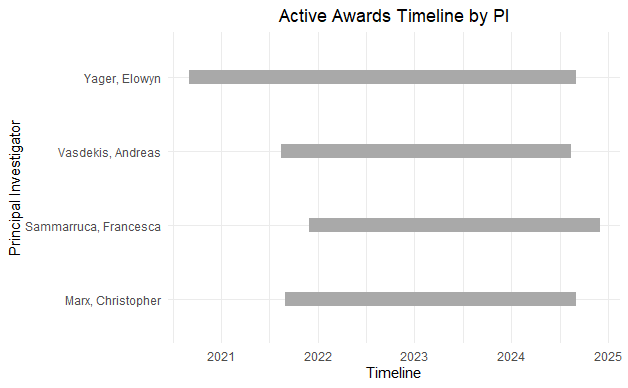 Active Awards Timeline by PI
Principal Investigator
Yager, Elowyn
Vasdekis, Andreas
Sammarruca, Francesca
Marx, Christopher
2021 2022 2023 2024 2025
Timeline